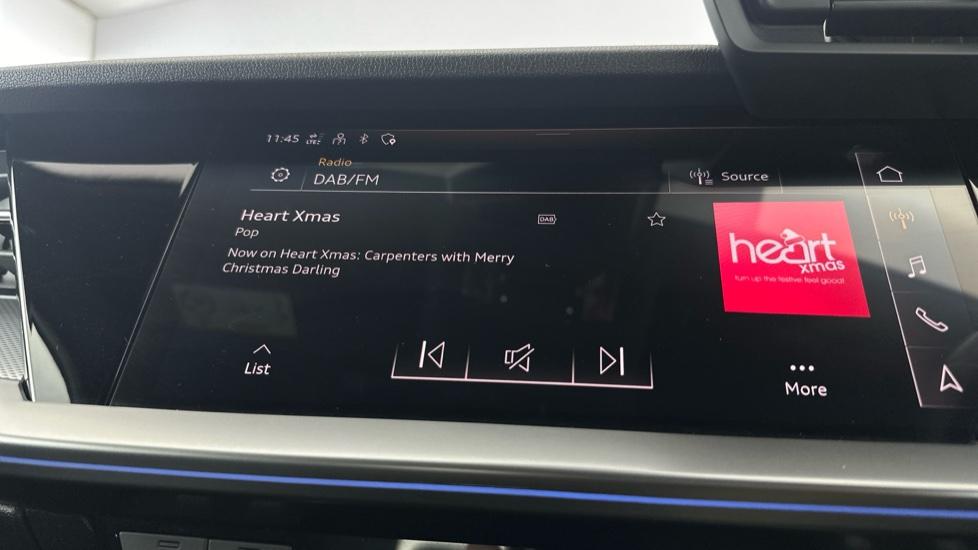 11:45 LTE
Radio
DAB/FM
Source
Heart Xmas
DAB
Pop
Now on Heart Xmas: Carpenters with Merry
Christmas Darling
heart
xmas
turn up the festive feel good!
List
More